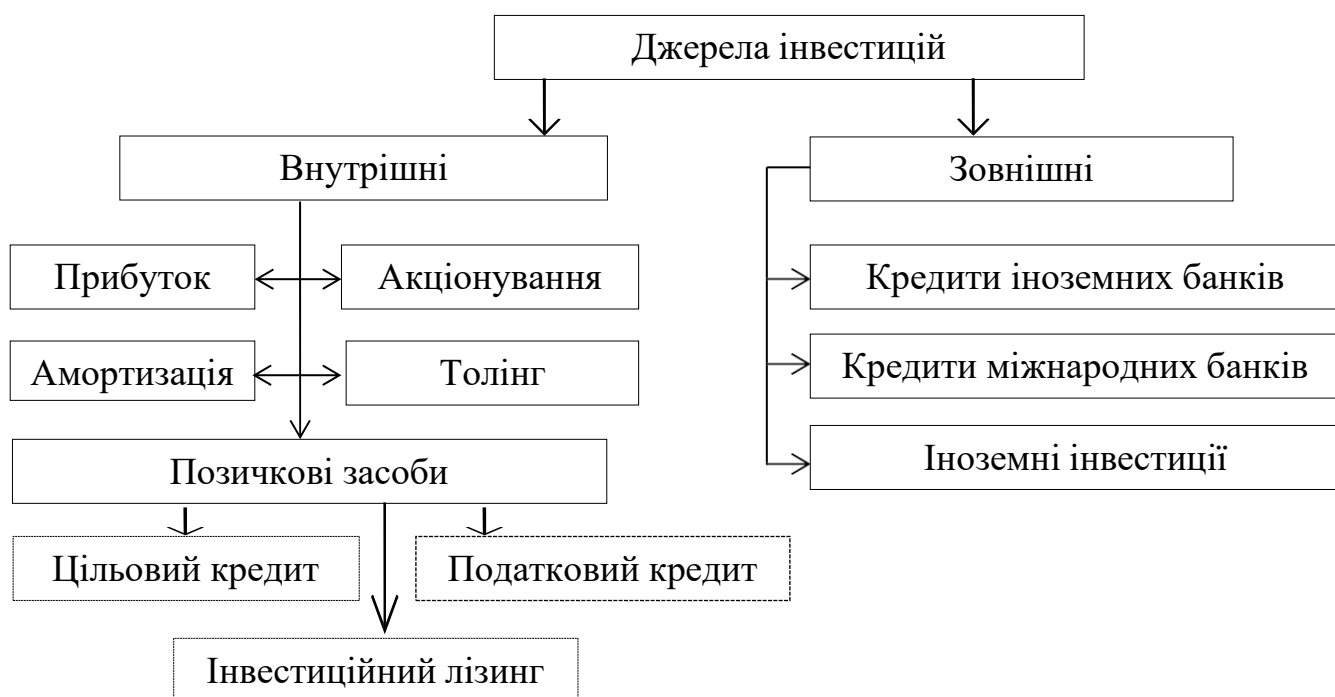 Джерела інвестицій
Внутрішні
Зовнішні
Прибуток
Акціонування
Кредити іноземних банків
Амортизація
Толінг
Кредити міжнародних банків
Позичкові засоби
Іноземні інвестиції
Цільовий кредит
Податковий кредит
Інвестиційний лізинг